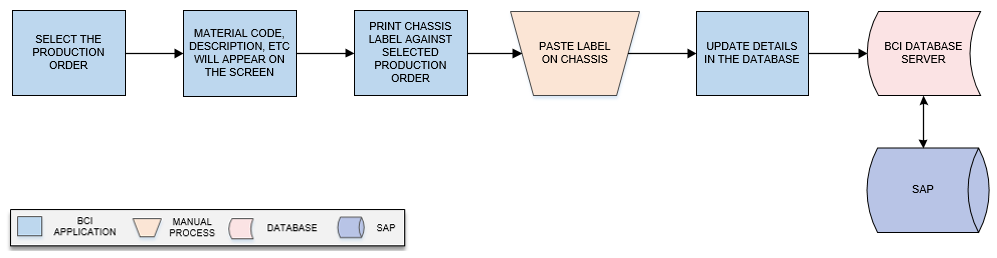 SELECT THE
PRODUCTION
ORDER
MATERIAL CODE,
DESCRIPTION, ETC
WILL APPEAR ON
THE SCREEN
PRINT CHASSIS
LABEL AGAINST
SELECTED
PRODUCTION
ORDER
PASTE LABEL
ON CHASSIS
UPDATE DETAILS
IN THE DATABASE
BCI DATABASE
SERVER
SAP
BCI
APPLICATION
MANUAL
PROCESS
DATABASE
SAP